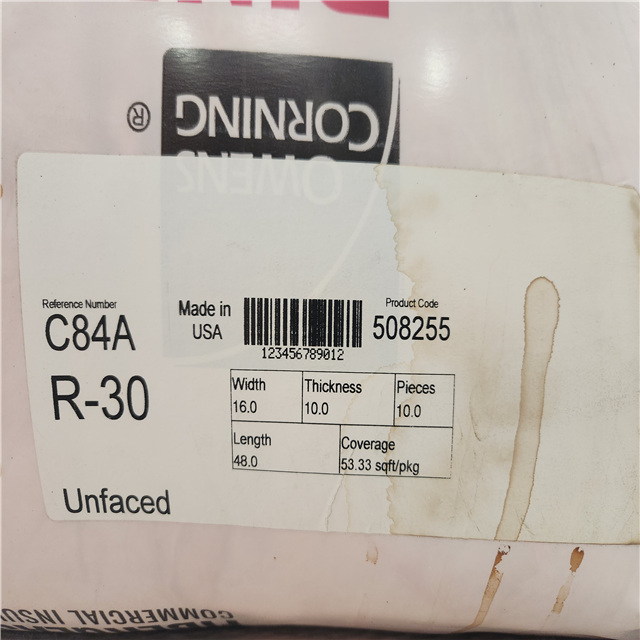 OWENS
CORNING
®
Reference Number
C84A
Made in
USA
123456789012
Product Code
508255
R-30
Width
16.0
Thickness
10.0
Pieces
10.0
Length
48.0
Coverage
53.33 sqft/pkg
Unfaced